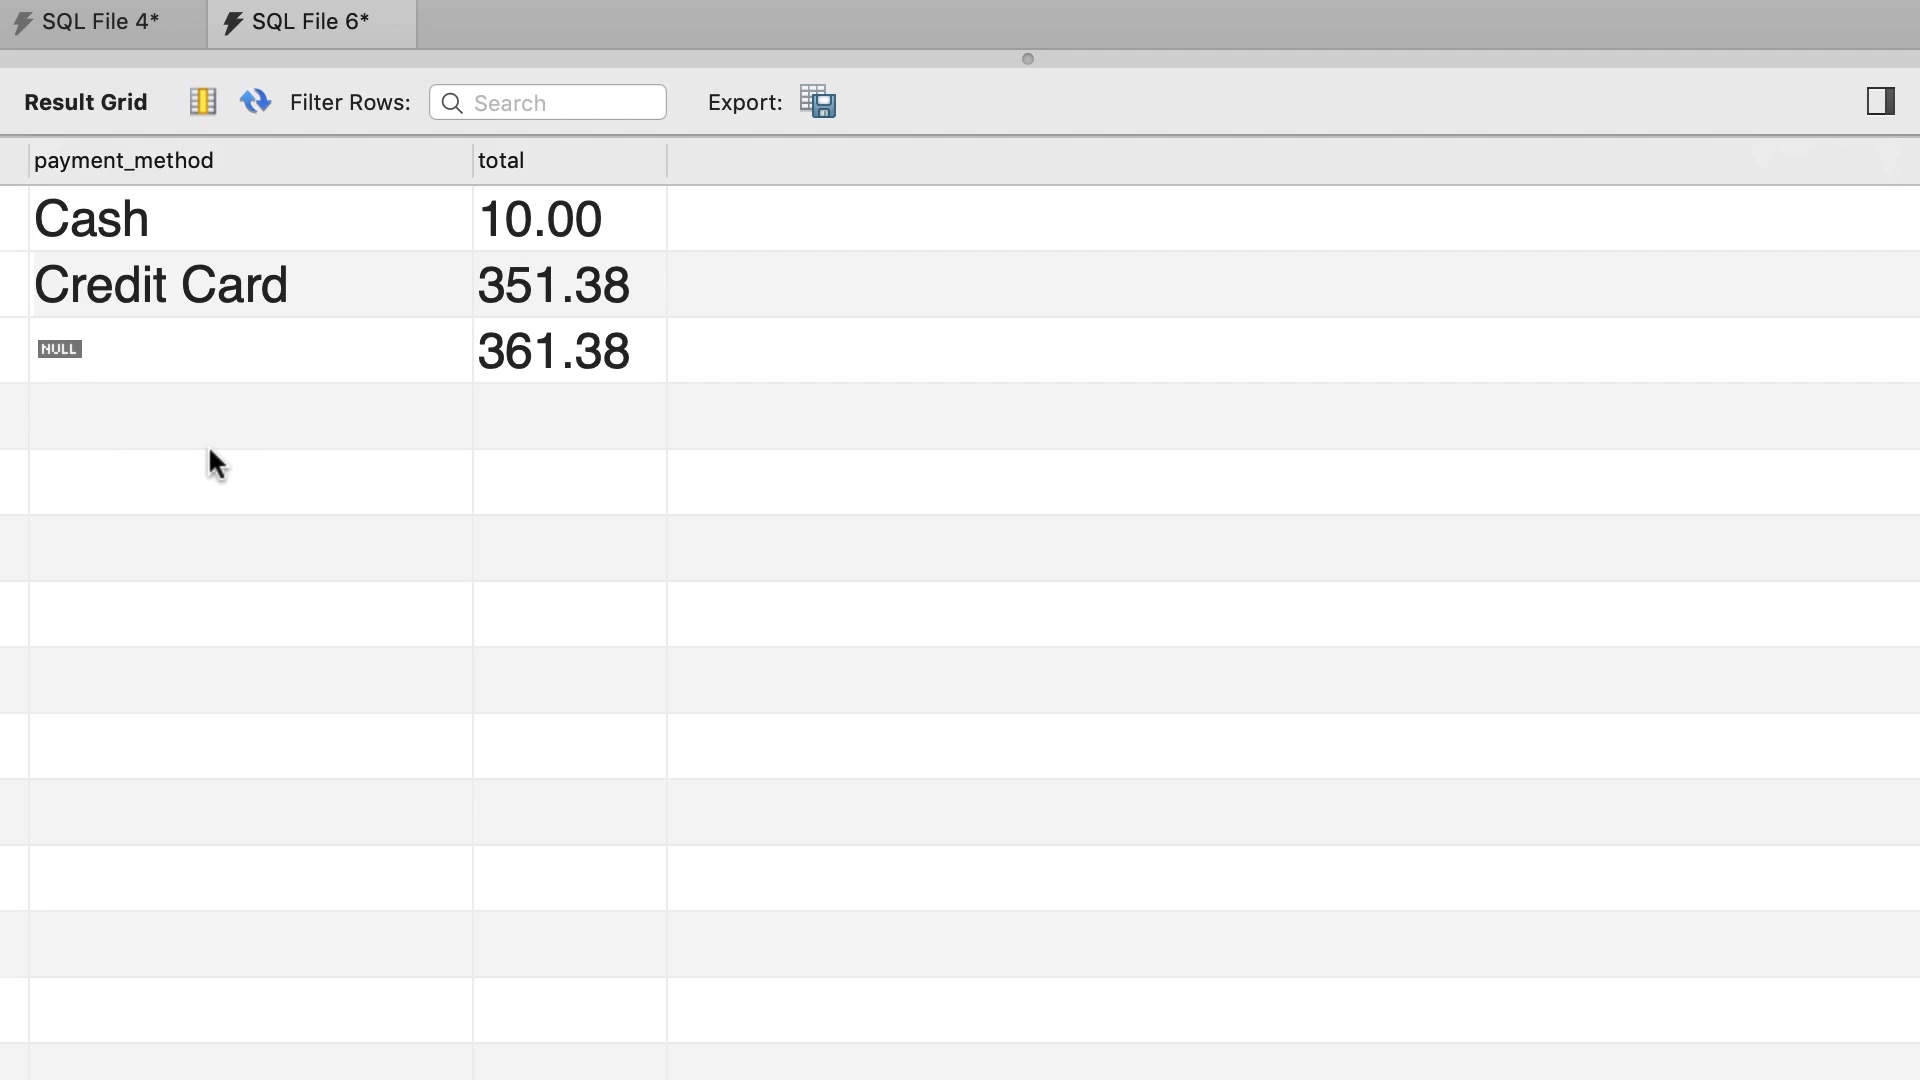 SQL File 4*
SQL File 6*
Result Grid Filter Rows: Search Export:
payment_method total
Cash 10.00
Credit Card 351.38
NULL 361.38